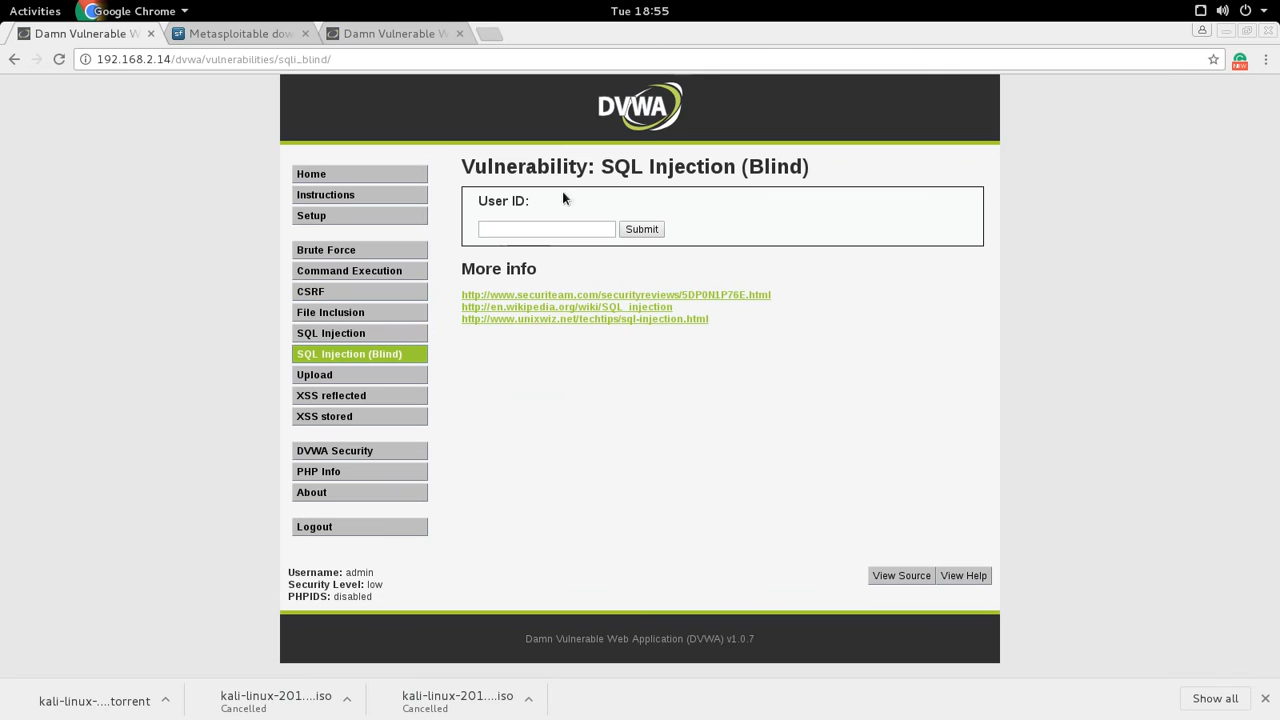 Activities Google Chrome Tue 18:55
Damn Vulnerable W Metasploitable dow Damn Vulnerable W
192.168.2.14/dvwa/vulnerabilities/sqli_blind/
NEW
DVWA
Vulnerability: SQL Injection (Blind)
Home
Instructions
Setup
Brute Force
Command Execution
CSRF
File Inclusion
SQL Injection
SQL Injection (Blind)
Upload
XSS reflected
XSS stored
DVWA Security
PHP Info
About
Logout
User ID:
Submit
More info
http://www.securiteam.com/securityreviews/5DP0N1P76E.html
http://en.wikipedia.org/wiki/SQL_injection
http://www.unixwiz.net/techtips/sql-injection.html
Username: admin
Security Level: low
PHPIDS: disabled
View Source View Help
Damn Vulnerable Web Application (DVWA) v1.0.7
kali-linux-....torrent
kali-linux-201....iso
Cancelled
kali-linux-201....iso
Cancelled
Show all